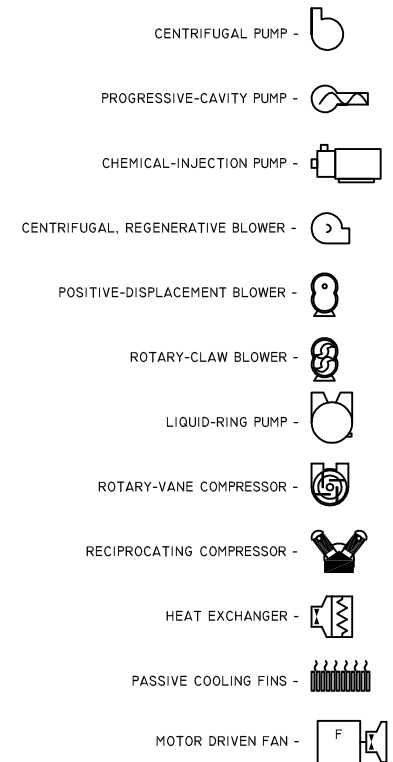 CENTRIFUGAL PUMP -
PROGRESSIVE-CAVITY PUMP -
CHEMICAL-INJECTION PUMP -
CENTRIFUGAL, REGENERATIVE BLOWER -
POSITIVE-DISPLACEMENT BLOWER -
ROTARY-CLAW BLOWER -
LIQUID-RING PUMP -
ROTARY-VANE COMPRESSOR -
RECIPROCATING COMPRESSOR -
HEAT EXCHANGER -
PASSIVE COOLING FINS -
MOTOR DRIVEN FAN - F